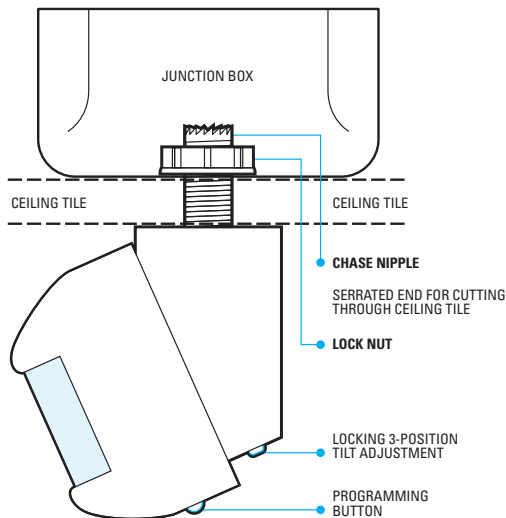 JUNCTION BOX
CEILING TILE
CEILING TILE
CHASE NIPPLE
SERRATED END FOR CUTTING
THROUGH CEILING TILE
LOCK NUT
LOCKING 3-POSITION
TILT ADJUSTMENT
PROGRAMMING
BUTTON